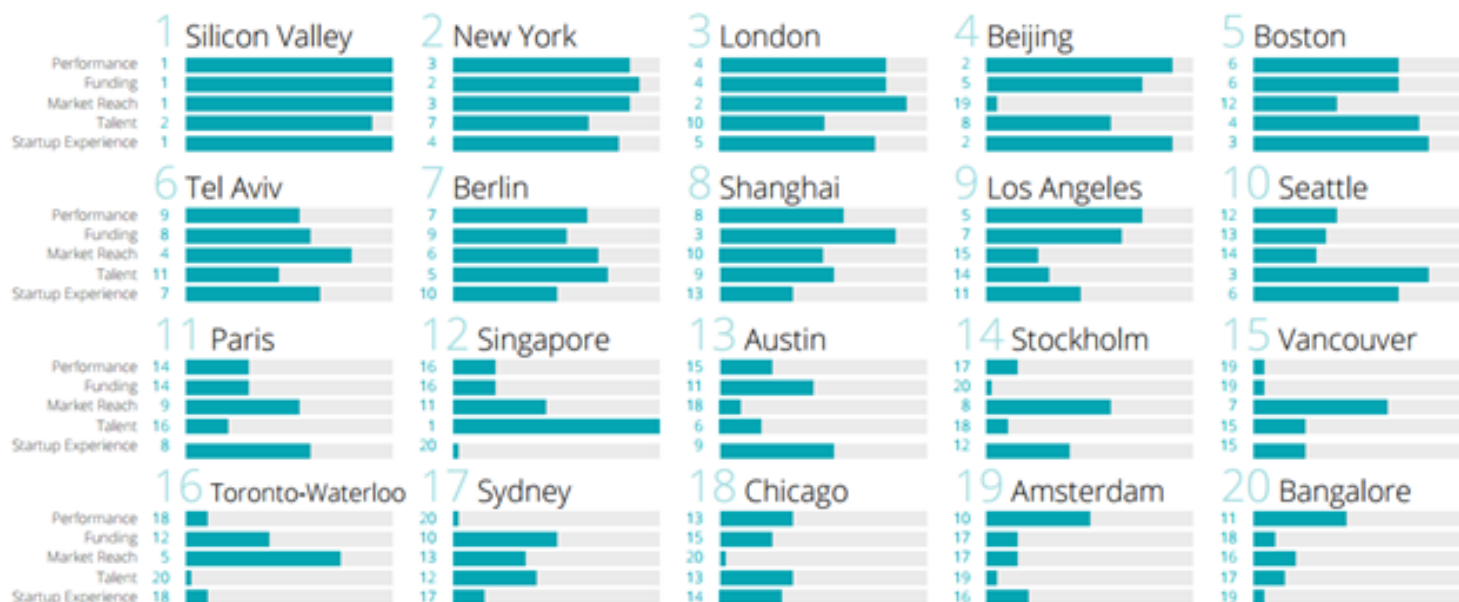 1 Silicon Valley 2 New York 3 London 4 Beijing 5 Boston
Performance 1 3 4 2 6
Funding 1 2 4 5 6
Market Reach 1 3 2 19 12
Talent 2 7 10 8 4
Startup Experience 1 4 5 2 3
6 Tel Aviv 7 Berlin 8 Shanghai 9 Los Angeles 10 Seattle
Performance 9 7 8 5 12
Funding 8 9 3 7 13
Market Reach 4 6 10 15 14
Talent 11 5 9 14 3
Startup Experience 7 10 13 11 6
11 Paris 12 Singapore 13 Austin 14 Stockholm 15 Vancouver
Performance 14 16 15 17 19
Funding 14 16 11 20 19
Market Reach 9 11 18 8 7
Talent 16 1 6 18 15
Startup Experience 8 20 9 12 15
16 Toronto-Waterloo 17 Sydney 18 Chicago 19 Amsterdam 20 Bangalore
Performance 18 20 13 10 11
Funding 12 10 15 17 18
Market Reach 5 13 20 17 16
Talent 20 12 13 19 17
Startup Experience 18 17 14 16 19